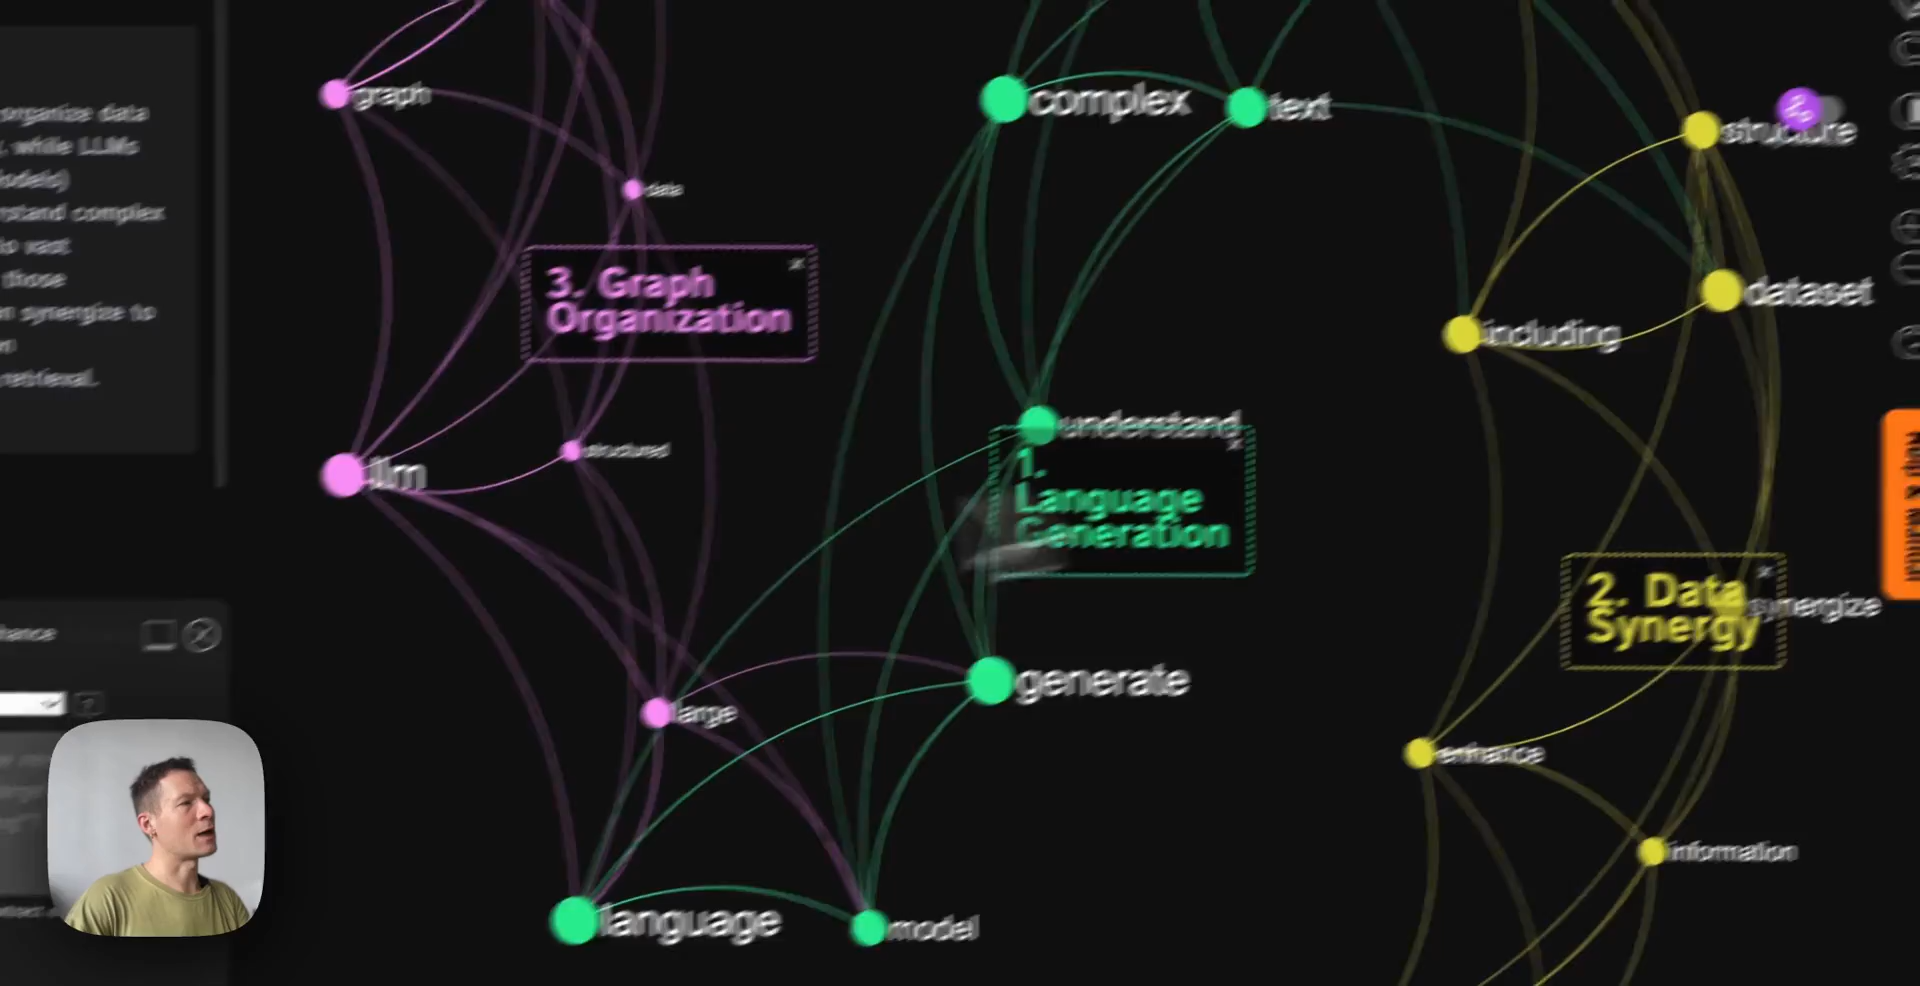 organize data
, while LLMs
models)
rstand complex
to vast
those
n synergize to
n
retrieval.
graph
data
3. Graph
Organization
llm
structured
large
language
model
complex
text
understand
1.
Language
Generation
generate
structure
dataset
including
2. Data
Synergy
synergize
enhance
information